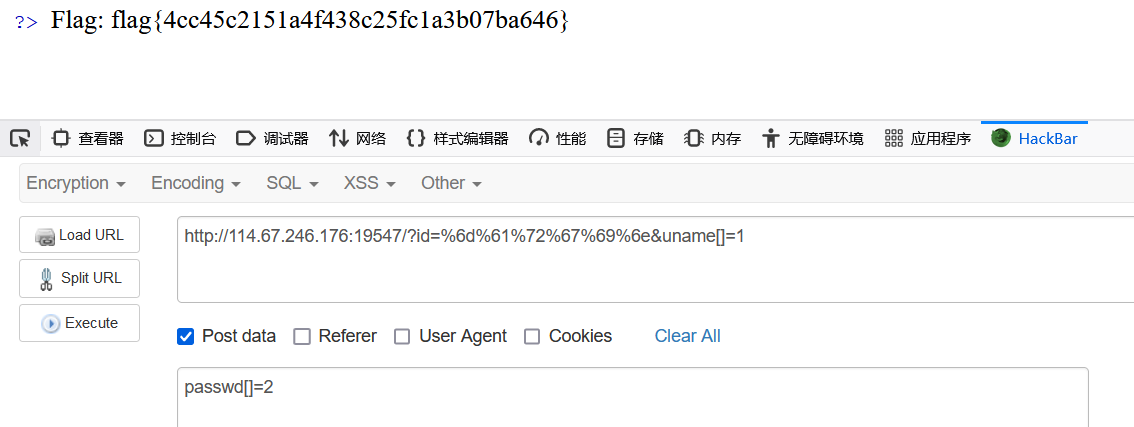 ?> Flag: flag{4cc45c2151a4f438c25fc1a3b07ba646}
查看器 控制台 调试器 网络 样式编辑器 性能 存储 内存 无障碍环境 应用程序 HackBar
Encryption Encoding SQL XSS Other
Load URL
http://114.67.246.176:19547/?id=%6d%61%72%67%69%6e&uname[]=1
Split URL
Execute
Post data Referer User Agent Cookies Clear All
passwd[]=2